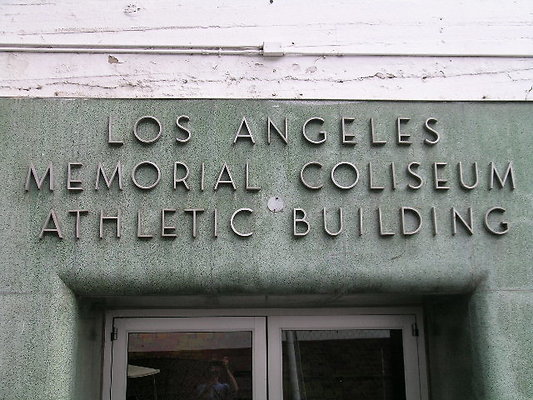 LOS ANGELES
MEMORIAL COLISEUM
ATHLETIC BUILDING